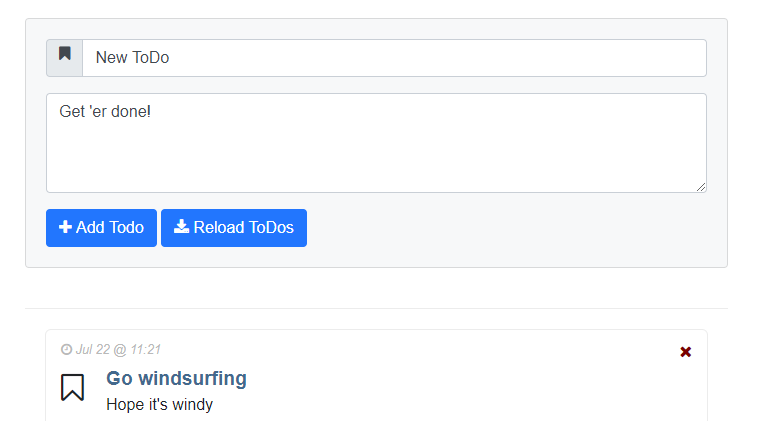 New ToDo
Get 'er done!
Add Todo Reload ToDos
Jul 22 @ 11:21
Go windsurfing
Hope it's windy